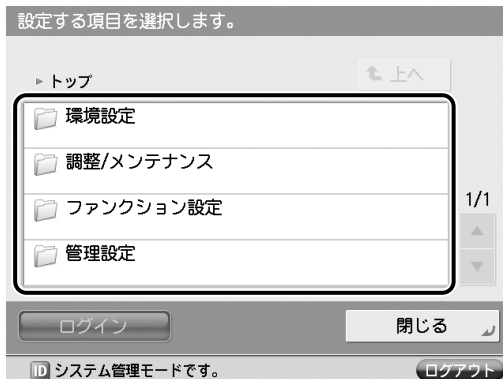 設定する項目を選択します。
トップ
上へ
環境設定
調整/メンテナンス
ファンクション設定
管理設定
1/1
ログイン
閉じる
ID システム管理モードです。
ログアウト